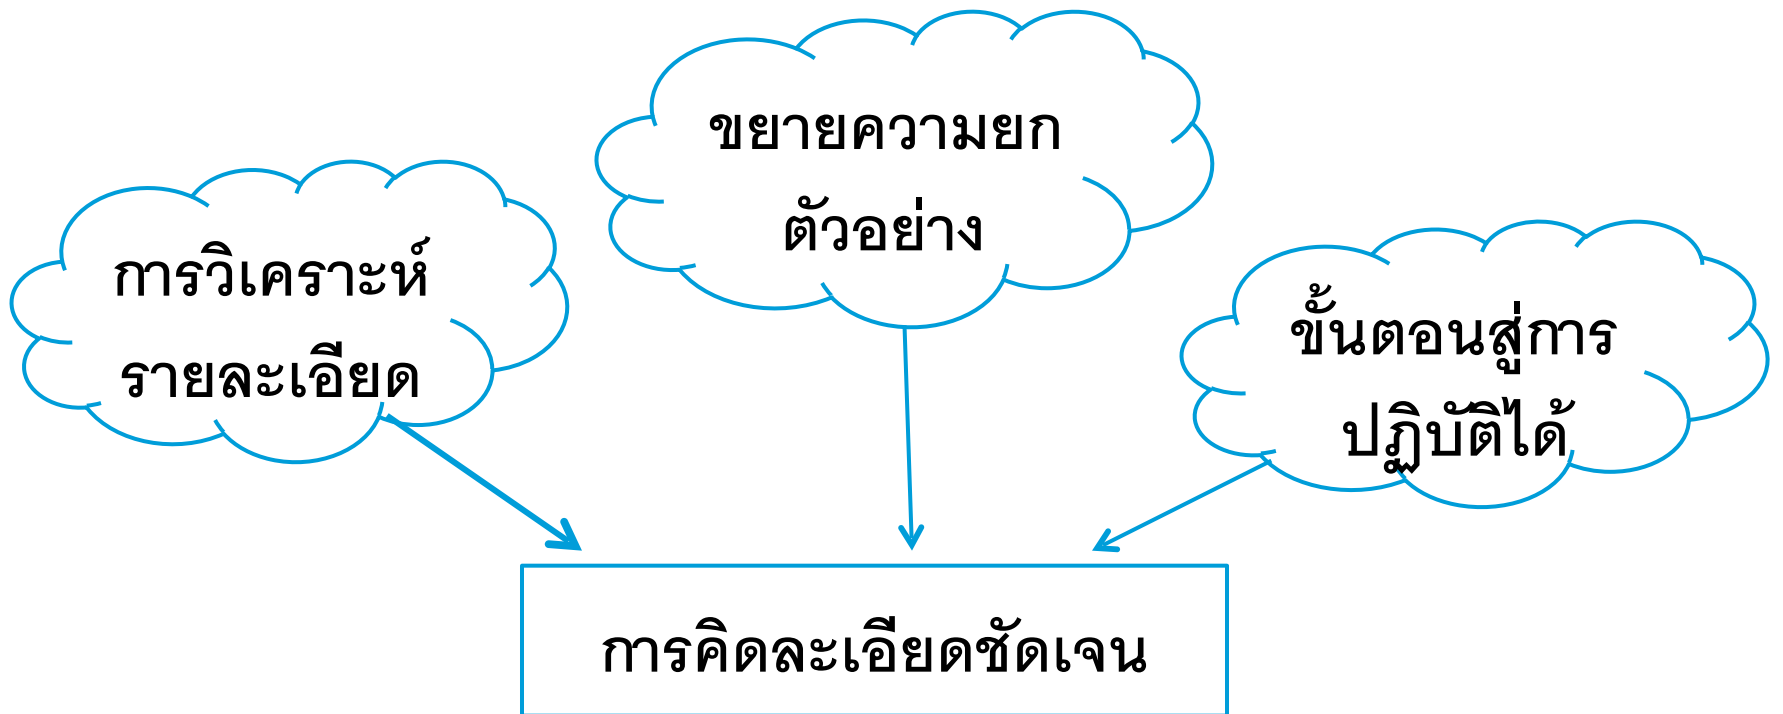 การวิเคราะห์
รายละเอียด
ขยายความยก
ตัวอย่าง
ขั้นตอนสู่การ
ปฏิบัติได้
การคิดละเอียดชัดเจน